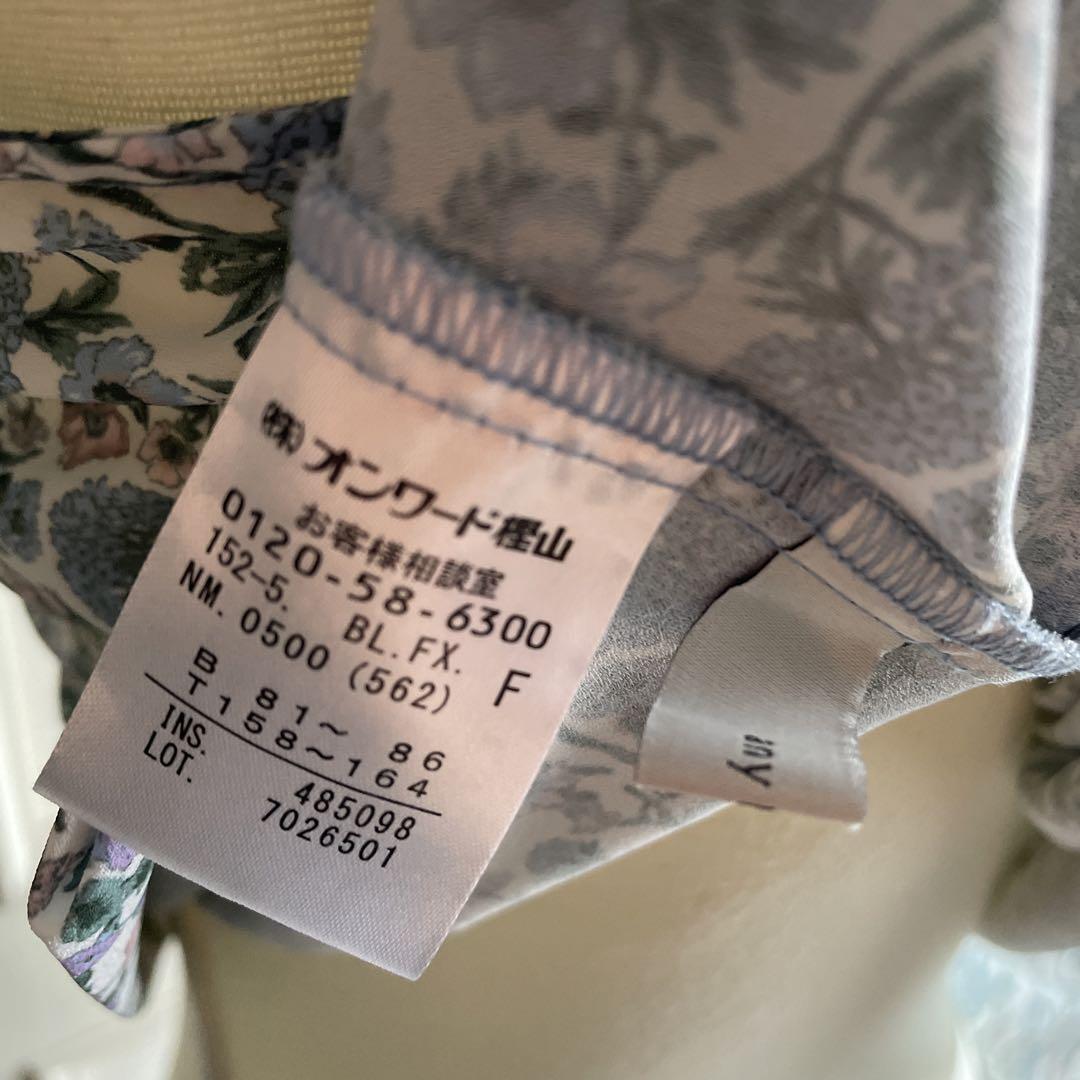 (株)オンワード樫山
お客様相談室
0120-58-6300
152-5. BL.FX.
NM. 0500 (562) F
B 81~ 86
T 158~164
INS. 485098
LOT. 7026501